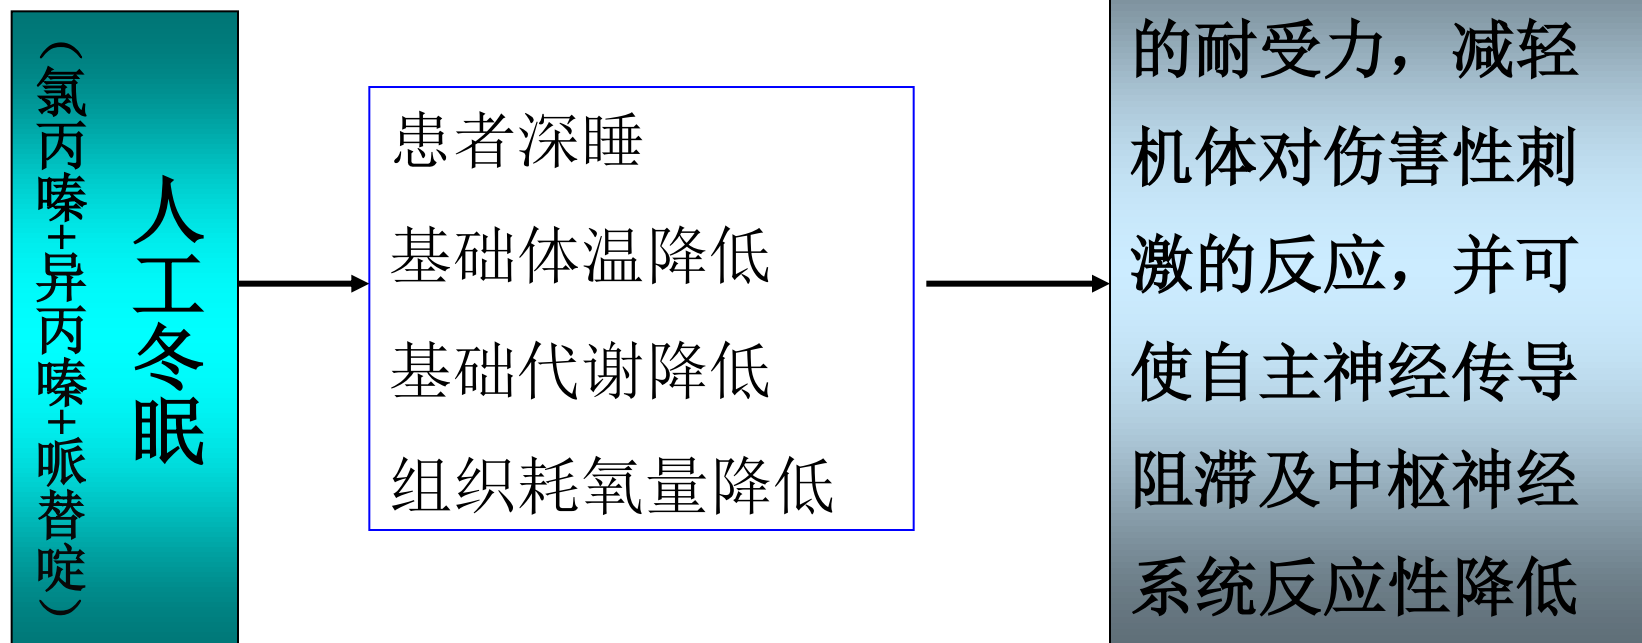 人工冬眠
（氯丙嗪+异丙嗪+哌替啶）
患者深睡
基础体温降低
基础代谢降低
组织耗氧量降低
的耐受力，减轻
机体对伤害性刺
激的反应，并可
使自主神经传导
阻滞及中枢神经
系统反应性降低